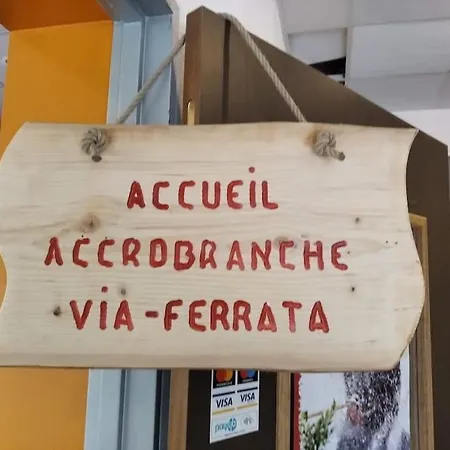 ACCUEIL
ACCROBRANCHE
VIA-FERRATA
VISA
VISA